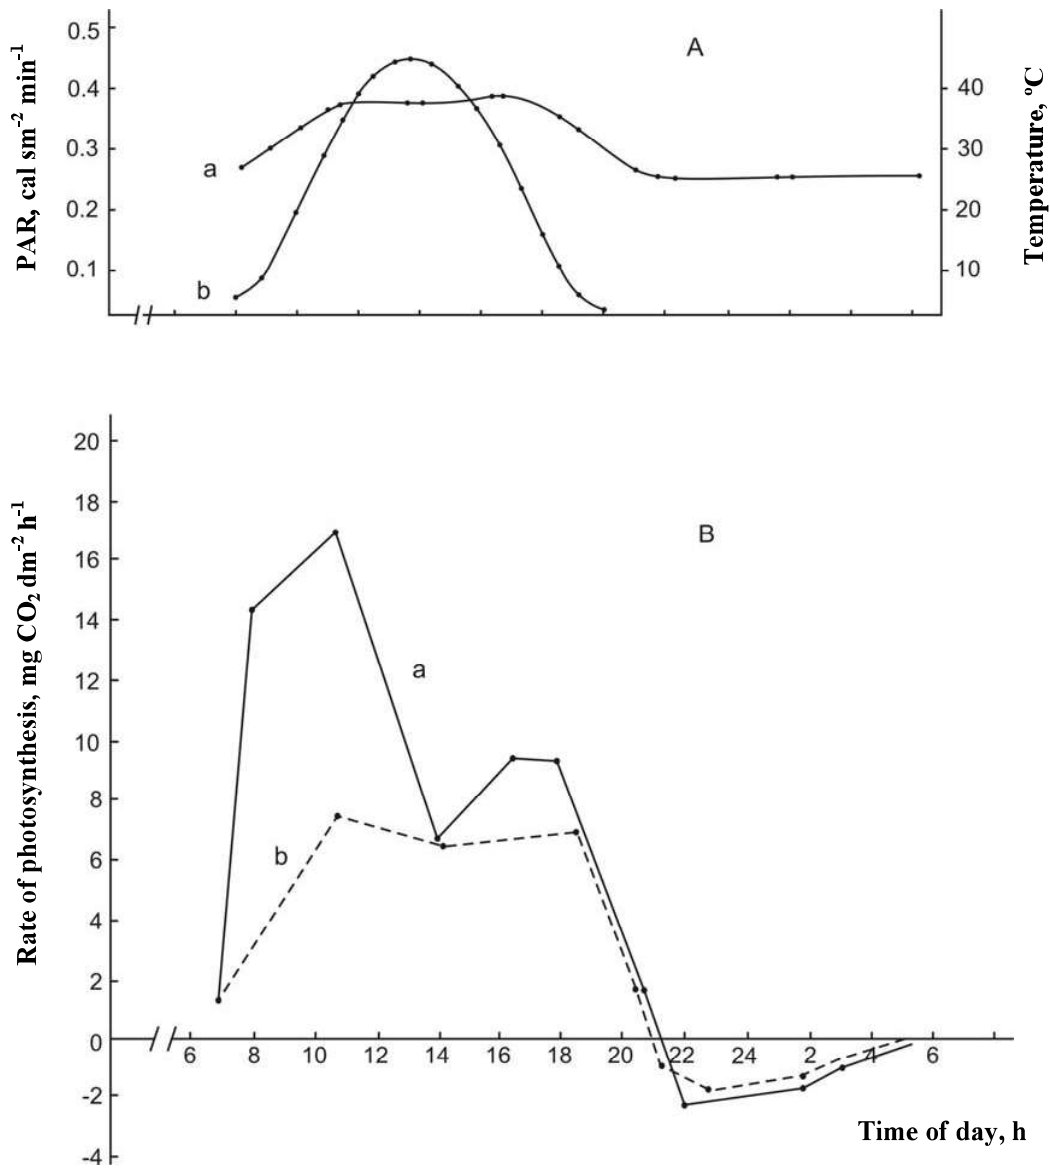 PAR, cal sm⁻² min⁻¹
0.5
0.4
0.3
0.2
0.1
A
a
b
40
30
20
10
Temperature, ºC
Rate of photosynthesis, mg CO₂ dm⁻² h⁻¹
20
18
16
14
12
10
8
6
4
2
0
-2
-4
B
a
b
6 8 10 12 14 16 18 20 22 24 2 4 6
Time of day, h